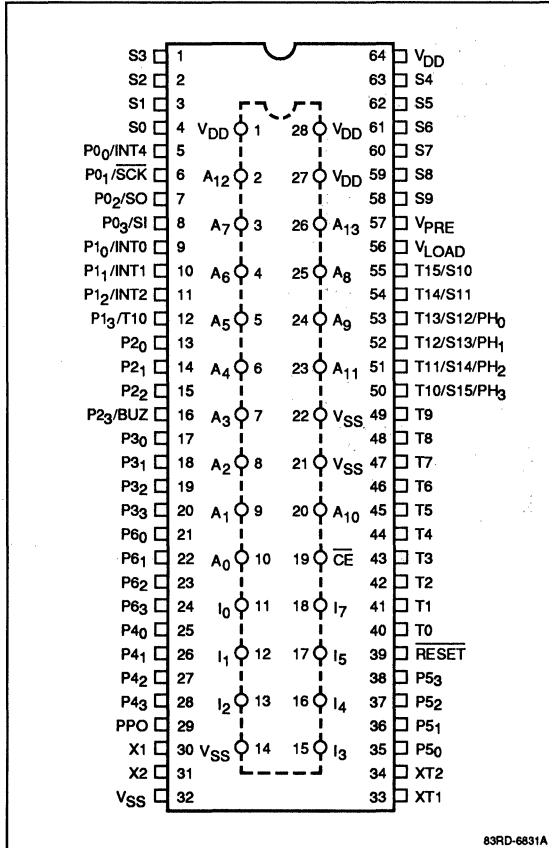 S3 1 64 VDD
S2 2 63 S4
S1 3 62 S5
S0 4 VDD 1 28 VDD 61 S6
P0₀/INT4 5 60 S7
P0₁/S̅C̅K̅ 6 A₁₂ 2 27 VDD 59 S8
P0₂/SO 7 58 S9
P0₃/SI 8 A₇ 3 26 A₁₃ 57 VPRE
P1₀/INT0 9 56 VLOAD
P1₁/INT1 10 A₆ 4 25 A₈ 55 T15/S10
P1₂/INT2 11 54 T14/S11
P1₃/T10 12 A₅ 5 24 A₉ 53 T13/S12/PH₀
P2₀ 13 52 T12/S13/PH₁
P2₁ 14 A₄ 6 23 A₁₁ 51 T11/S14/PH₂
P2₂ 15 50 T10/S15/PH₃
P2₃/BUZ 16 A₃ 7 22 VSS 49 T9
P3₀ 17 48 T8
P3₁ 18 A₂ 8 21 VSS 47 T7
P3₂ 19 46 T6
P3₃ 20 A₁ 9 20 A₁₀ 45 T5
P6₀ 21 44 T4
P6₁ 22 A₀ 10 19 C̅E̅ 43 T3
P6₂ 23 42 T2
P6₃ 24 I₀ 11 18 I₇ 41 T1
P4₀ 25 40 T0
P4₁ 26 I₁ 12 17 I₅ 39 R̅E̅S̅E̅T̅
P4₂ 27 38 P5₃
P4₃ 28 I₂ 13 16 I₄ 37 P5₂
PPO 29 36 P5₁
X1 30 VSS 14 15 I₃ 35 P5₀
X2 31 34 XT2
VSS 32 33 XT1
83RD-6831A